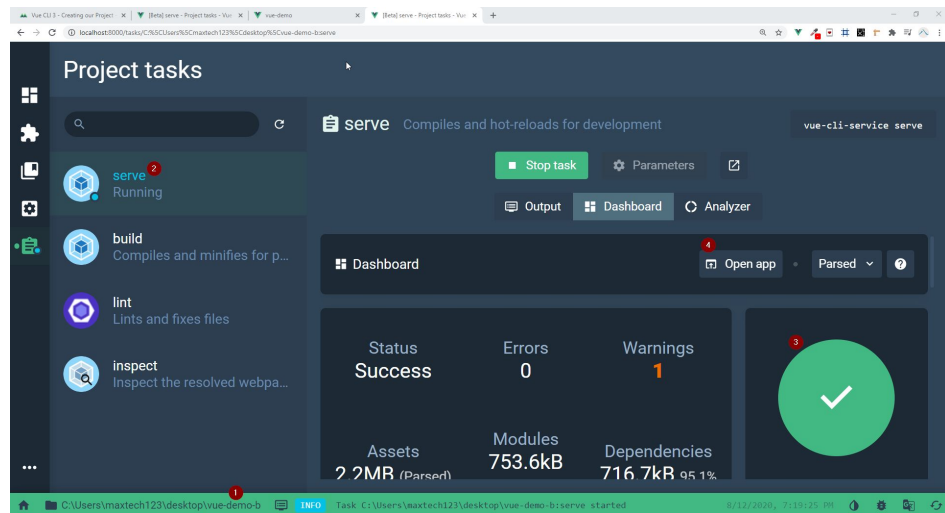 Vue CLI 3 - Creating our Project
[Beta] serve - Project tasks - Vue
vue-demo
[Beta] serve - Project tasks - Vue
localhost:8000/tasks/C:%5CUsers%5Cmaxtech123%5Cdesktop%5Cvue-demo-b:serve
Project tasks
serve 2
Running
build
Compiles and minifies for p...
lint
Lints and fixes files
inspect
Inspect the resolved webpa...
serve Compiles and hot-reloads for development
vue-cli-service serve
Stop task
Parameters
Output
Dashboard
Analyzer
4
Dashboard
Open app
Parsed
?
Status
Success
Errors
0
Warnings
1
Assets
2.2MB (Parsed)
Modules
753.6kB
Dependencies
716.7kB 95.1%
3
1
C:\Users\maxtech123\desktop\vue-demo-b
INFO Task C:\Users\maxtech123\desktop\vue-demo-b:serve started
8/12/2020, 7:19:25 PM